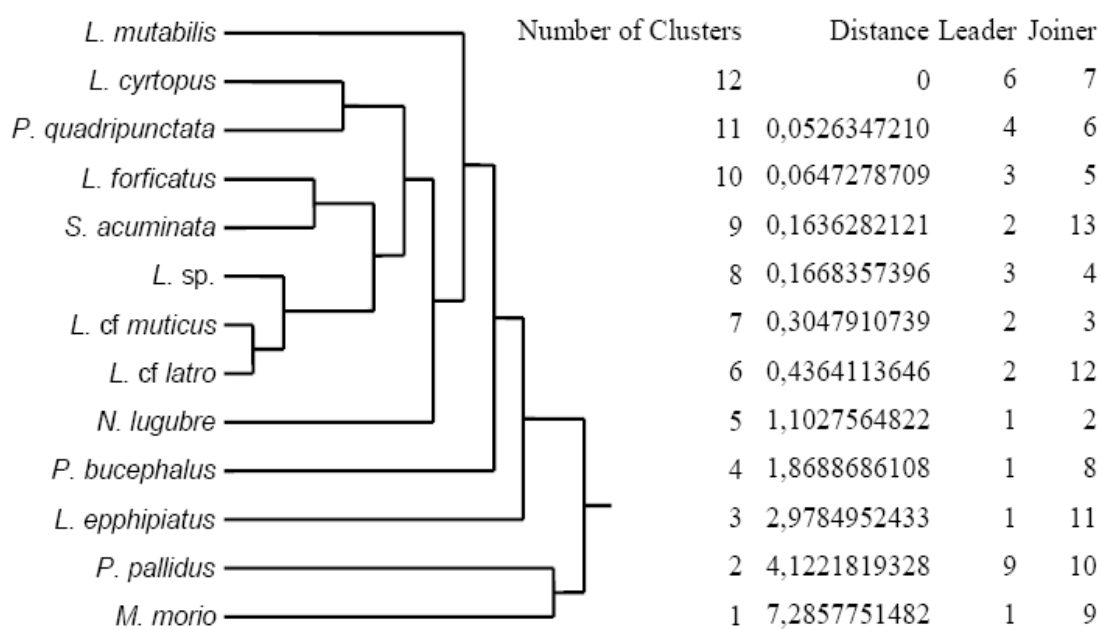 L. mutabilis Number of Clusters Distance Leader Joiner
L. cyrtopus 12 0 6 7
P. quadripunctata 11 0,0526347210 4 6
L. forficatus 10 0,0647278709 3 5
S. acuminata 9 0,1636282121 2 13
L. sp. 8 0,1668357396 3 4
L. cf muticus 7 0,3047910739 2 3
L. cf latro 6 0,4364113646 2 12
N. lugubre 5 1,1027564822 1 2
P. bucephalus 4 1,8688686108 1 8
L. epphipiatus 3 2,9784952433 1 11
P. pallidus 2 4,1221819328 9 10
M. morio 1 7,2857751482 1 9